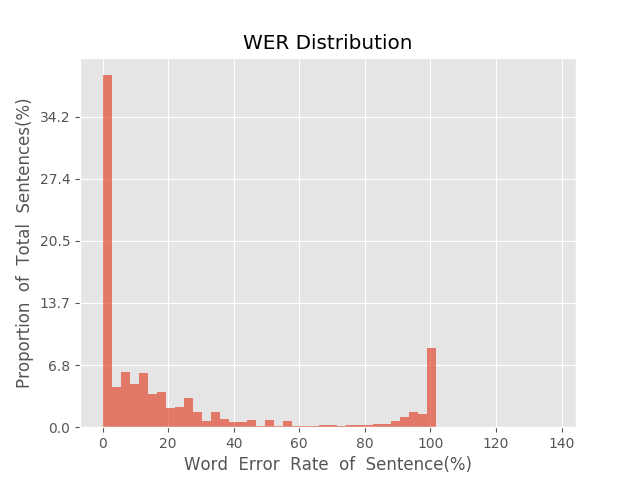 WER Distribution
Proportion of Total Sentences(%)
34.2
27.4
20.5
13.7
6.8
0.0
0 20 40 60 80 100 120 140
Word Error Rate of Sentence(%)